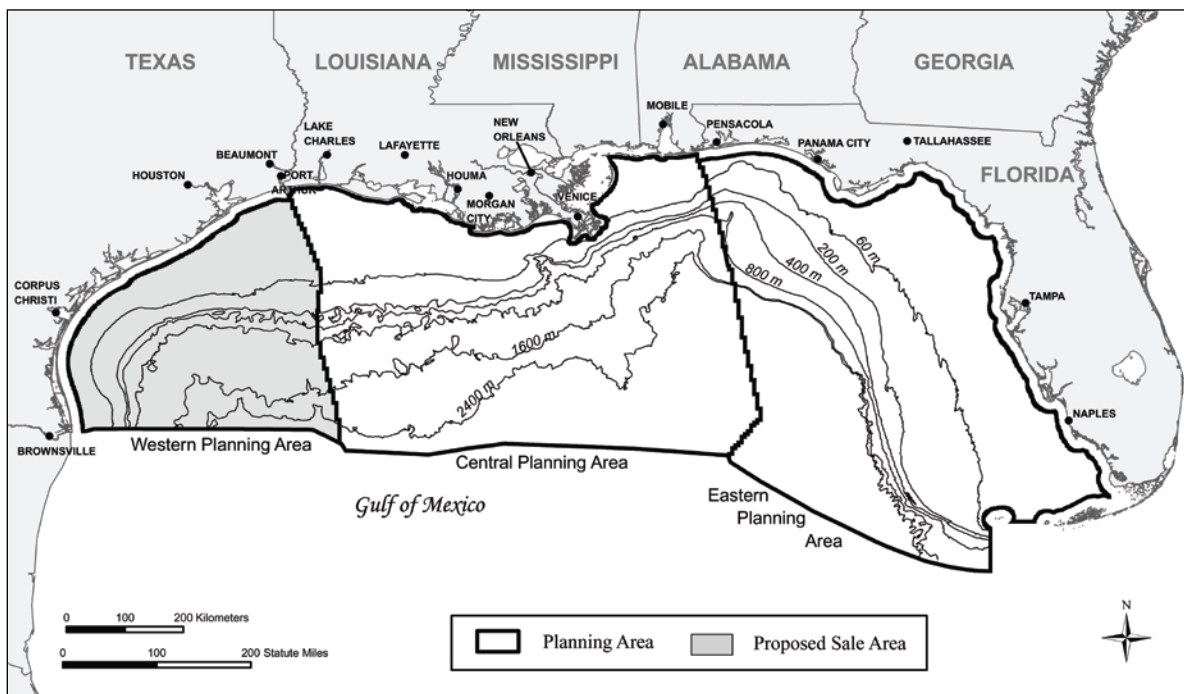 TEXAS
LOUISIANA
MISSISSIPPI
ALABAMA
GEORGIA
MOBILE
PENSACOLA
NEW
ORLEANS
LAKE
CHARLES
LAFAYETTE
PANAMA CITY
TALLAHASSEE
BEAUMONT
PORT
ARTHUR
HOUSTON
HOUMA
MORGAN
CITY
VENICE
FLORIDA
60 m
200 m
400 m
800 m
CORPUS
CHRISTI
TAMPA
1600 m
2400 m
NAPLES
BROWNSVILLE
Western Planning Area
Central Planning Area
Eastern
Planning
Area
Gulf of Mexico
0 100 200 Kilometers
0 100 200 Statute Miles
Planning Area
Proposed Sale Area
N